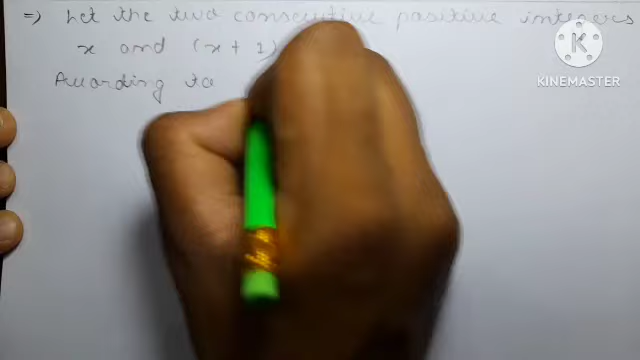 => Let the two consecutive positive integers
x and (x + 1)
According to
K
KINEMASTER